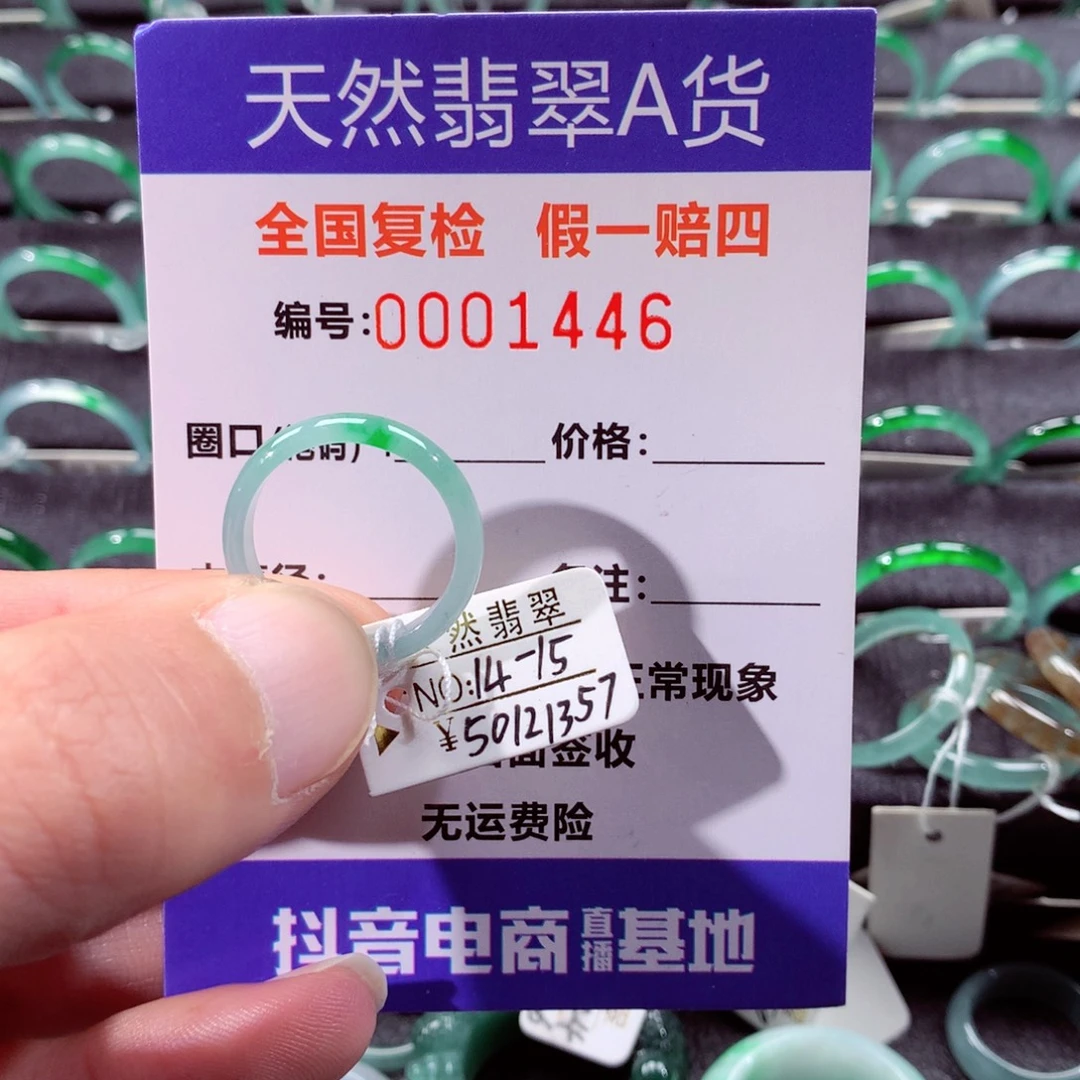 天然翡翠A货
全国复检 假一赔四
编号:0001446
圈口 价格:
注:
然翡翠
NO:14-15
¥50121357
常现象
签收
无运费险
抖音电商直播基地